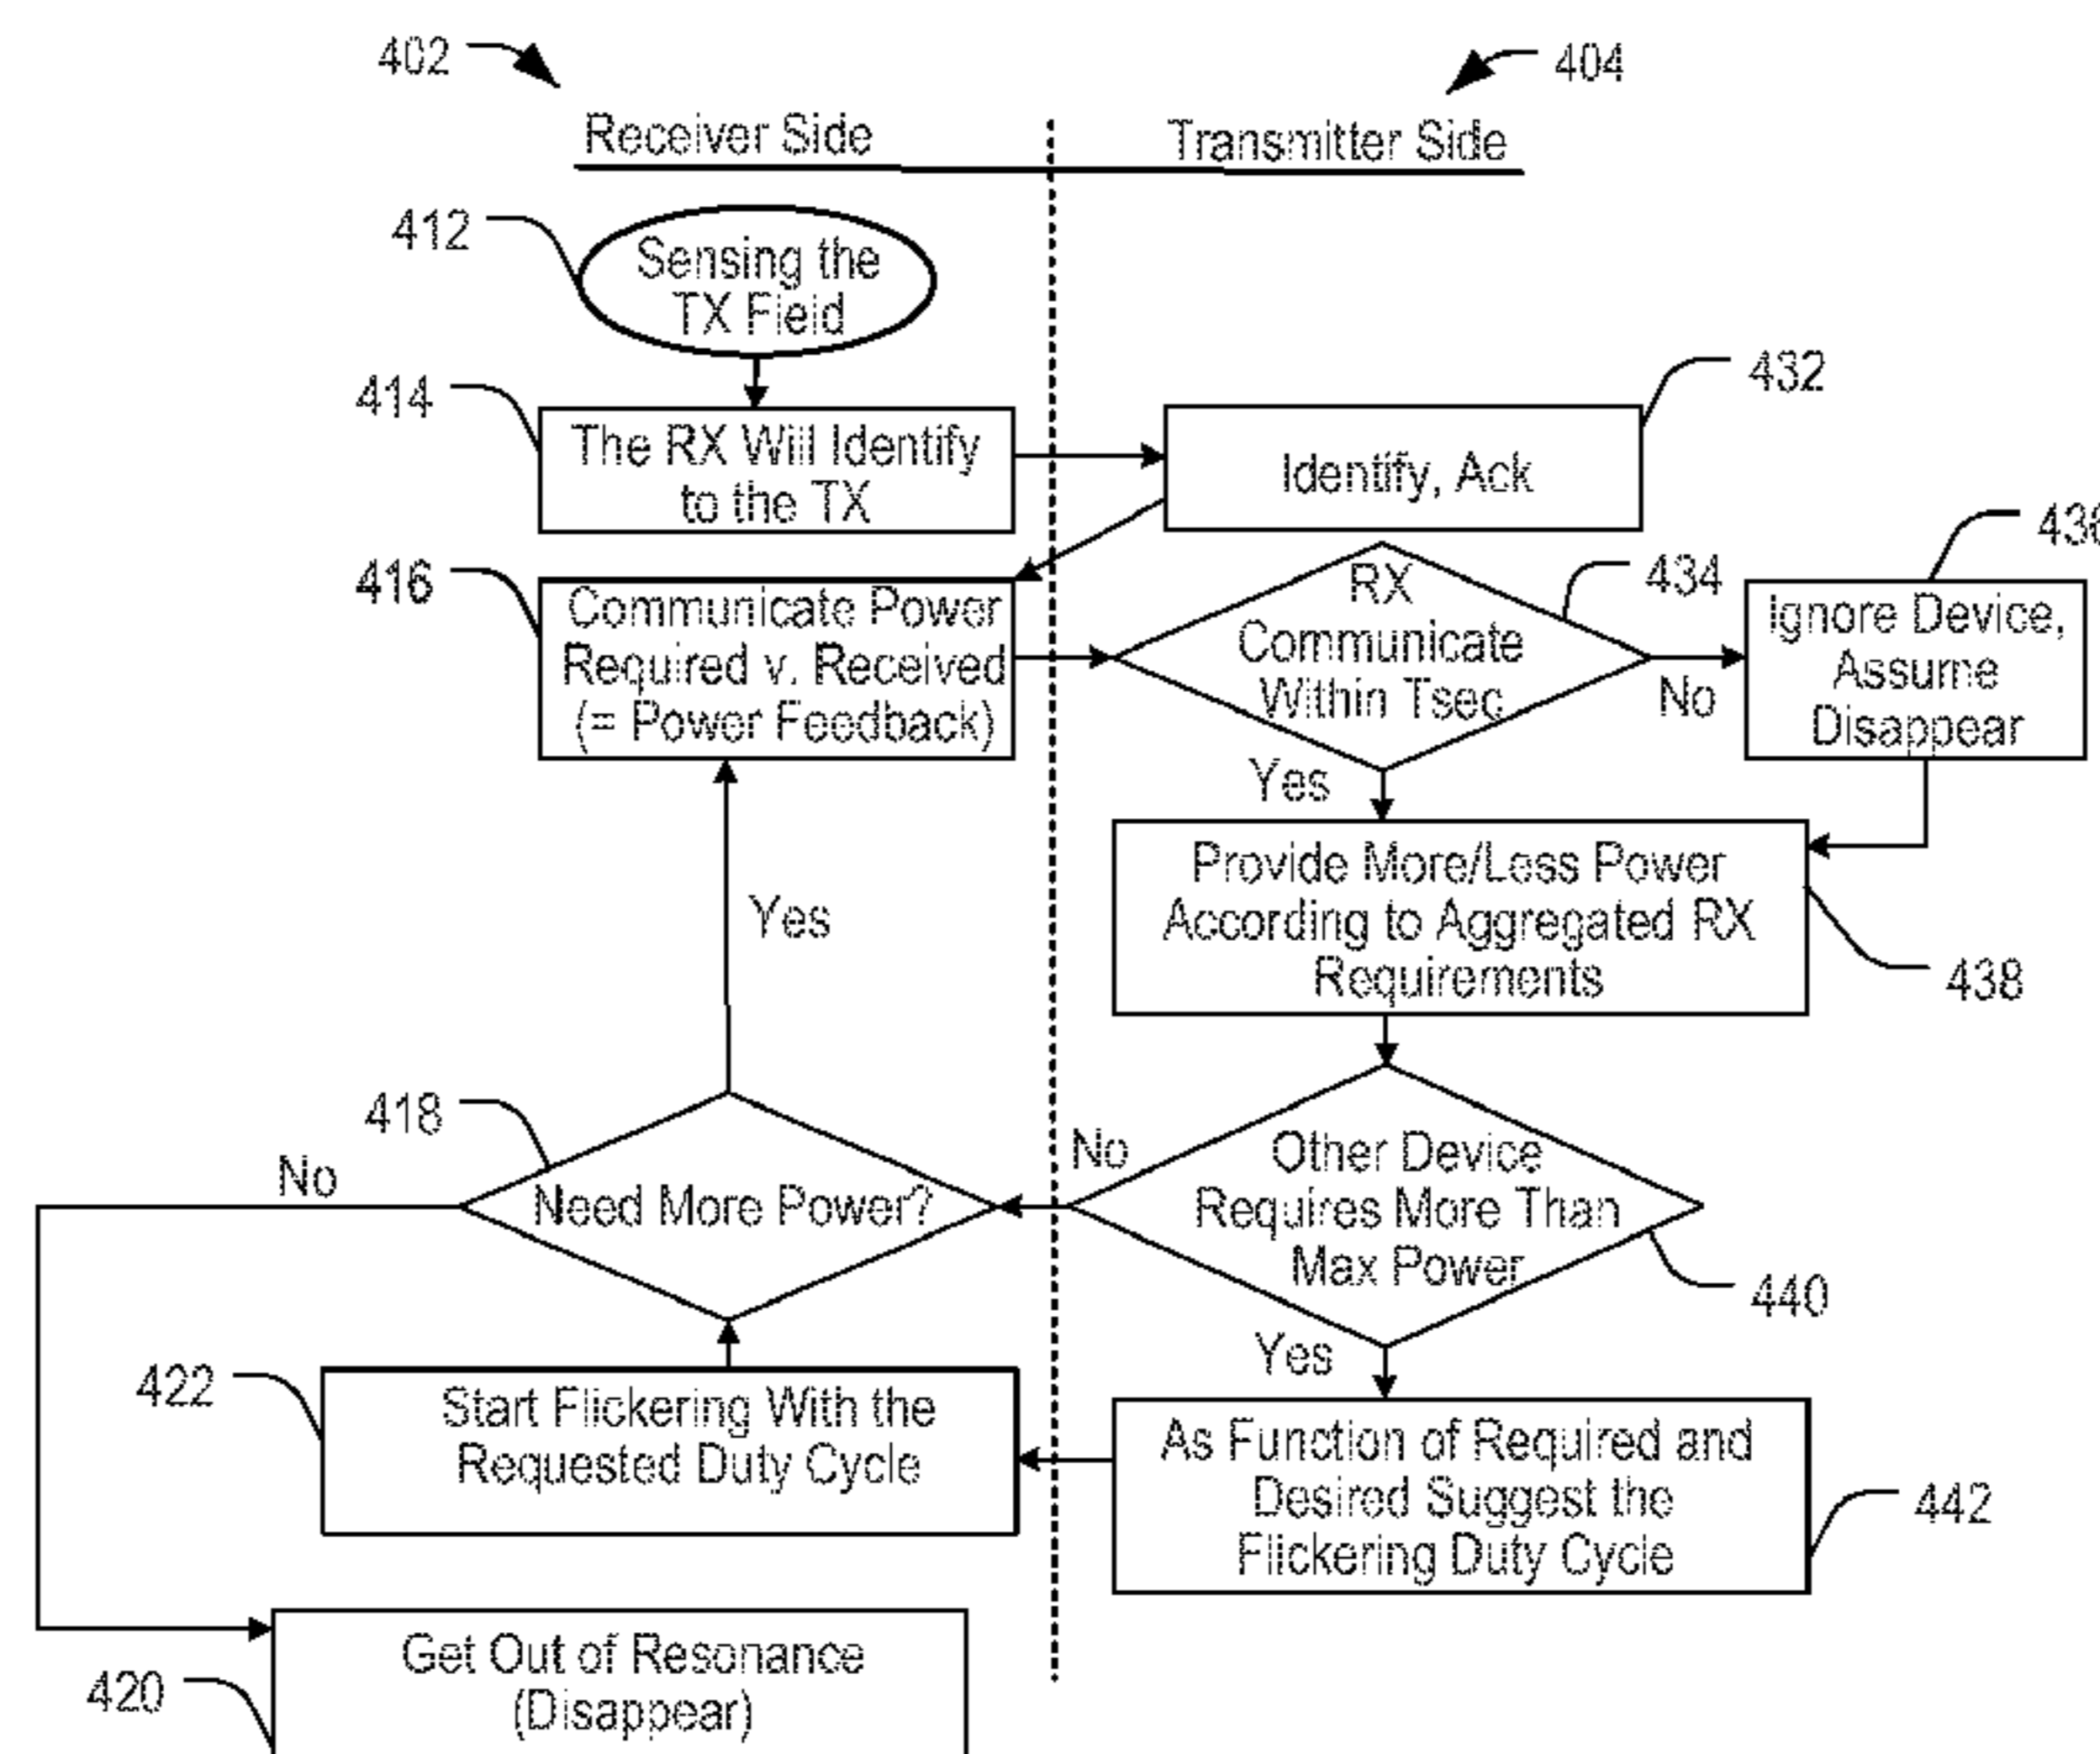 402
404
Receiver Side
Transmitter Side
412
Sensing the
TX Field
414
The RX Will Identify
to the TX
432
Identify, Ack
416
Communicate Power
Required v. Received
(= Power Feedback)
RX
Communicate
Within Tsec
434
436
Ignore Device,
Assume
Disappear
No
Yes
Provide More/Less Power
According to Aggregated RX
Requirements
438
Yes
418
No
Need More Power?
No
Other Device
Requires More Than
Max Power
440
Yes
422
Start Flickering With the
Requested Duty Cycle
As Function of Required and
Desired Suggest the
Flickering Duty Cycle
442
420
Get Out of Resonance
(Disappear)